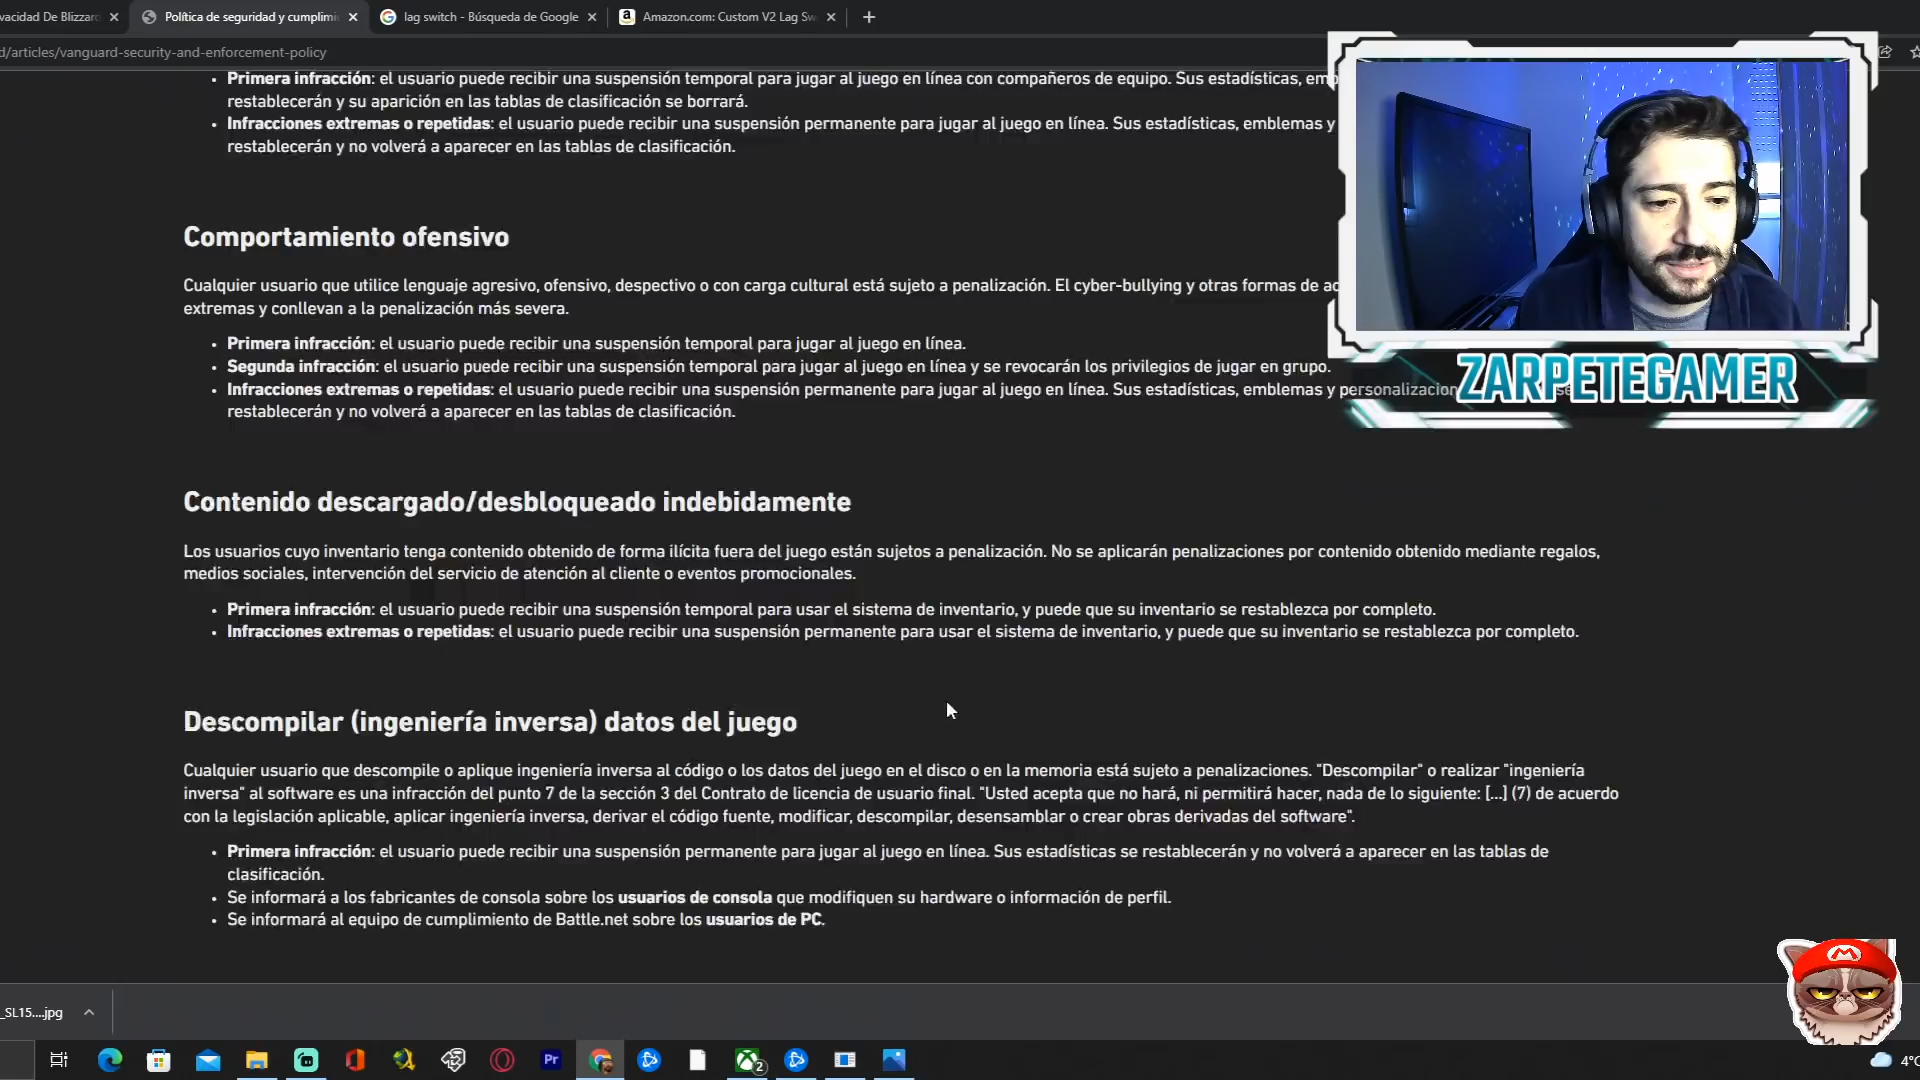 vacidad De Blizzard
Política de seguridad y cumplimi
lag switch - Búsqueda de Google
Amazon.com: Custom V2 Lag Sw
d/articles/vanguard-security-and-enforcement-policy
• Primera infracción: el usuario puede recibir una suspensión temporal para jugar al juego en línea con compañeros de equipo. Sus estadísticas,
restablecerán y su aparición en las tablas de clasificación se borrará.
• Infracciones extremas o repetidas: el usuario puede recibir una suspensión permanente para jugar al juego en línea. Sus estadísticas, emblemas y
restablecerán y no volverá a aparecer en las tablas de clasificación.
Comportamiento ofensivo
Cualquier usuario que utilice lenguaje agresivo, ofensivo, despectivo o con carga cultural está sujeto a penalización. El cyber-bullying y otras formas de
extremas y conllevan a la penalización más severa.
• Primera infracción: el usuario puede recibir una suspensión temporal para jugar al juego en línea.
• Segunda infracción: el usuario puede recibir una suspensión temporal para jugar al juego en línea y se revocarán los privilegios de jugar en grupo.
• Infracciones extremas o repetidas: el usuario puede recibir una suspensión permanente para jugar al juego en línea. Sus estadísticas, emblemas y personalizacion
restablecerán y no volverá a aparecer en las tablas de clasificación.
ZARPETEGAMER
Contenido descargado/desbloqueado indebidamente
Los usuarios cuyo inventario tenga contenido obtenido de forma ilícita fuera del juego están sujetos a penalización. No se aplicarán penalizaciones por contenido obtenido mediante regalos,
medios sociales, intervención del servicio de atención al cliente o eventos promocionales.
• Primera infracción: el usuario puede recibir una suspensión temporal para usar el sistema de inventario, y puede que su inventario se restablezca por completo.
• Infracciones extremas o repetidas: el usuario puede recibir una suspensión permanente para usar el sistema de inventario, y puede que su inventario se restablezca por completo.
Descompilar (ingeniería inversa) datos del juego
Cualquier usuario que descompile o aplique ingeniería inversa al código o los datos del juego en el disco o en la memoria está sujeto a penalizaciones. "Descompilar" o realizar "ingeniería
inversa" al software es una infracción del punto 7 de la sección 3 del Contrato de licencia de usuario final. "Usted acepta que no hará, ni permitirá hacer, nada de lo siguiente: [...] (7) de acuerdo
con la legislación aplicable, aplicar ingeniería inversa, derivar el código fuente, modificar, descompilar, desensamblar o crear obras derivadas del software".
• Primera infracción: el usuario puede recibir una suspensión permanente para jugar al juego en línea. Sus estadísticas se restablecerán y no volverá a aparecer en las tablas de
clasificación.
• Se informará a los fabricantes de consola sobre los usuarios de consola que modifiquen su hardware o información de perfil.
• Se informará al equipo de cumplimiento de Battle.net sobre los usuarios de PC.
_SL15....jpg
Pr
2
4°C
M